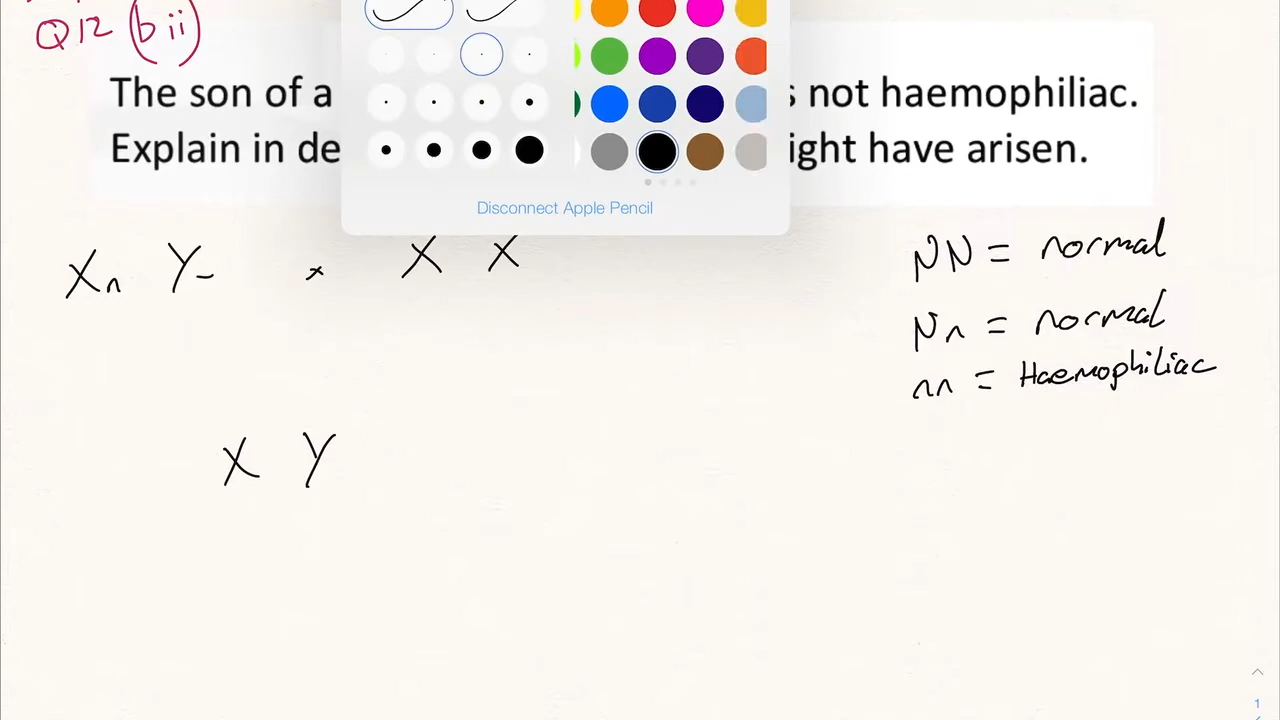 Q12 (bii)
The son of a not haemophiliac.
Explain in de ight have arisen.
Disconnect Apple Pencil
Xn Y- x X X
NN = normal
Nn = normal
nn = Haemophiliac
X Y
1